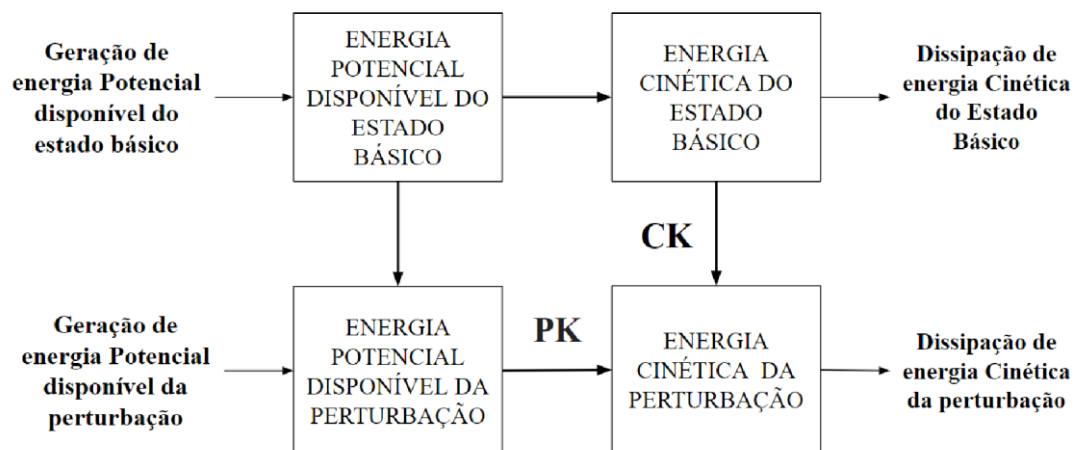 Geração de
energia Potencial
disponível do
estado básico
ENERGIA
POTENCIAL
DISPONÍVEL DO
ESTADO
BÁSICO
ENERGIA
CINÉTICA DO
ESTADO
BÁSICO
Dissipação de
energia Cinética
do Estado
Básico
CK
Geração de
energia Potencial
disponível da
perturbação
ENERGIA
POTENCIAL
DISPONÍVEL DA
PERTURBAÇÃO
PK
ENERGIA
CINÉTICA DA
PERTURBAÇÃO
Dissipação de
energia Cinética
da perturbação